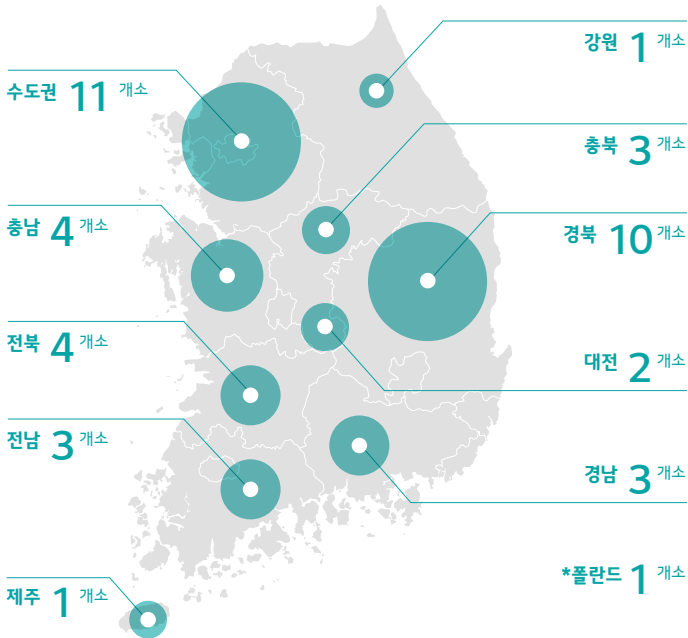 강원 1 개소
수도권 11 개소
충북 3 개소
충남 4 개소
경북 10 개소
전북 4 개소
대전 2 개소
전남 3 개소
경남 3 개소
*폴란드 1 개소
제주 1 개소